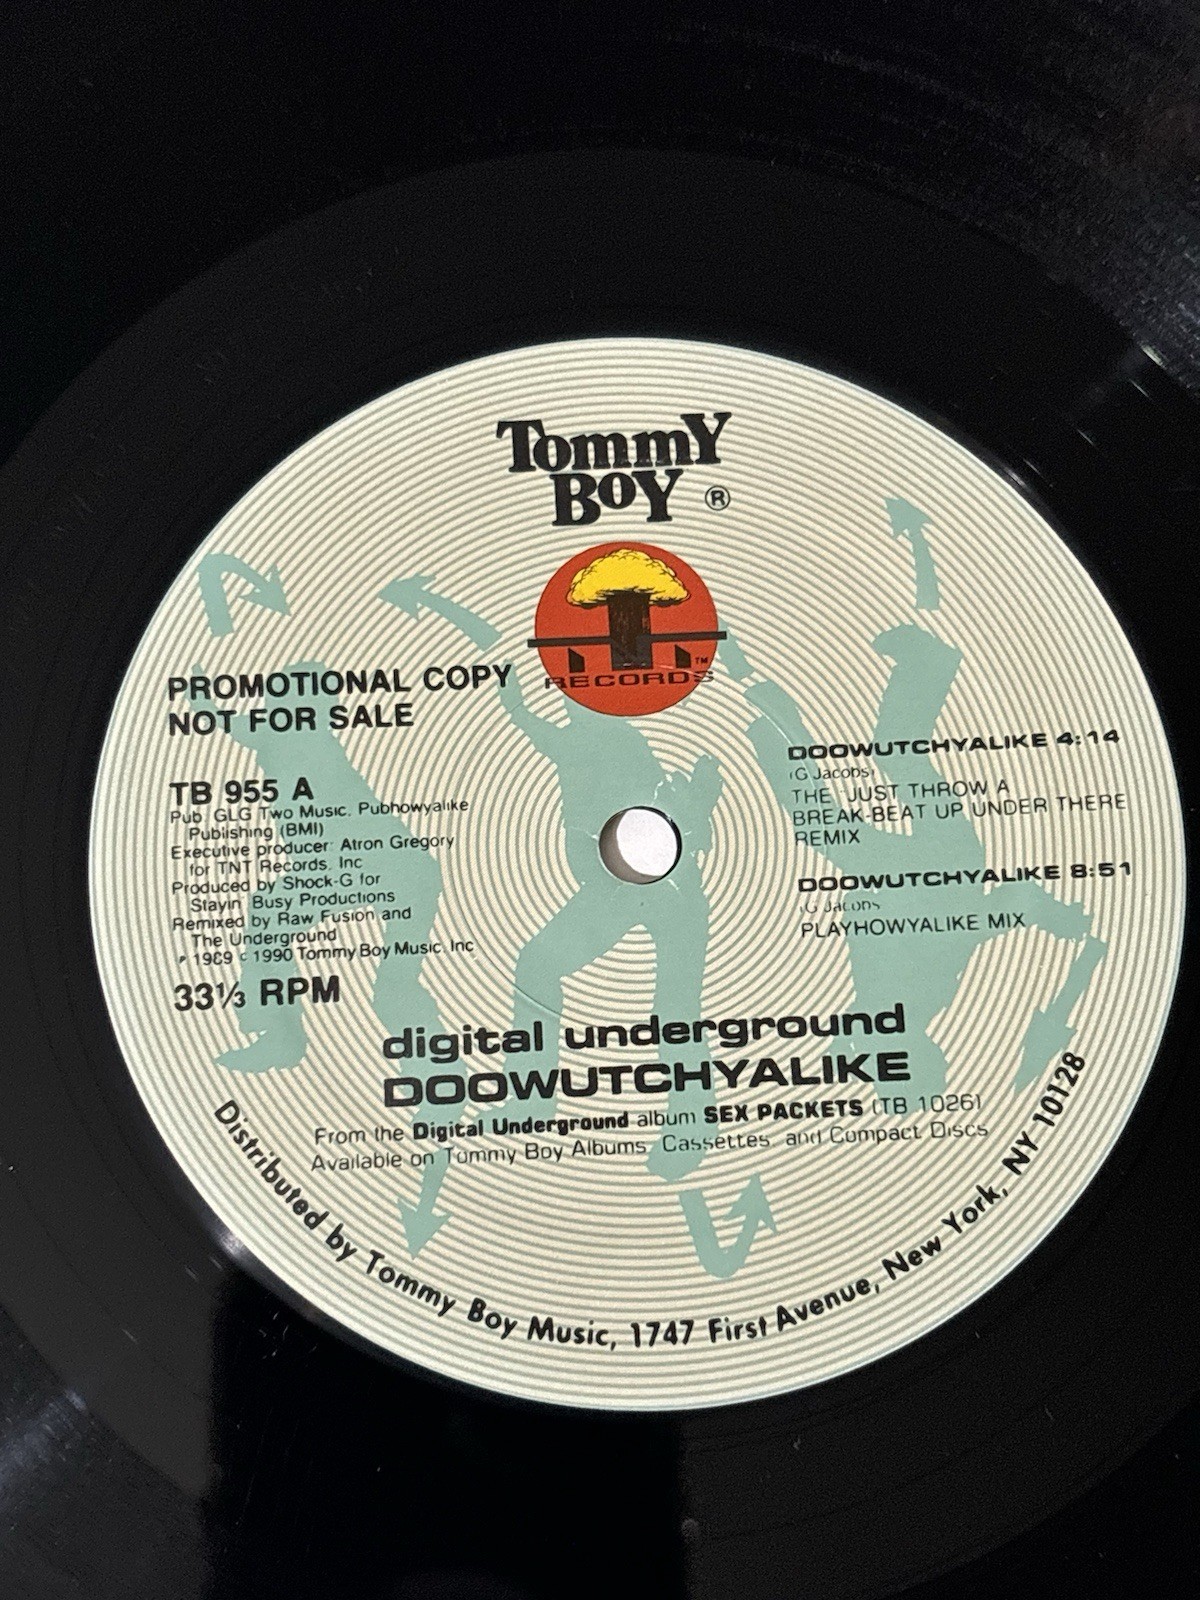 Tommy
Boy ®
TNT ™
RECORDS
PROMOTIONAL COPY
NOT FOR SALE
TB 955 A
Pub. GLG Two Music. Pubhowyalike
Publishing (BMI)
Executive producer: Atron Gregory
for TNT Records, Inc
Produced by Shock-G for
Stayin' Busy Productions
Remixed by Raw Fusion and
The Underground
℗ 1989 © 1990 Tommy Boy Music, Inc
33⅓ RPM
DOOWUTCHYALIKE 4:14
(G Jacobs)
THE "JUST THROW A
BREAK-BEAT UP UNDER THERE
REMIX
DOOWUTCHYALIKE 8:51
(G Jacobs
PLAYHOWYALIKE MIX
digital underground
DOOWUTCHYALIKE
From the Digital Underground album SEX PACKETS (TB 1026)
Available on Tommy Boy Albums, Cassettes, and Compact Discs
Distributed by Tommy Boy Music, 1747 First Avenue, New York, NY 10128